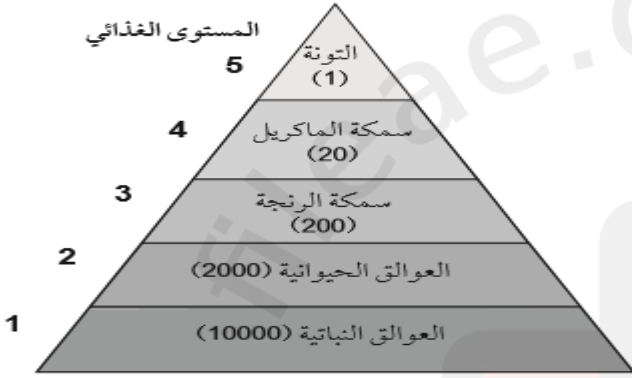 المستوى الغذائي
5
التونة
(1)
4
سمكة الماكريل
(20)
3
سمكة الرنجة
(200)
2
العوالق الحيوانية (2000)
1
العوالق النباتية (10000)
fileae.